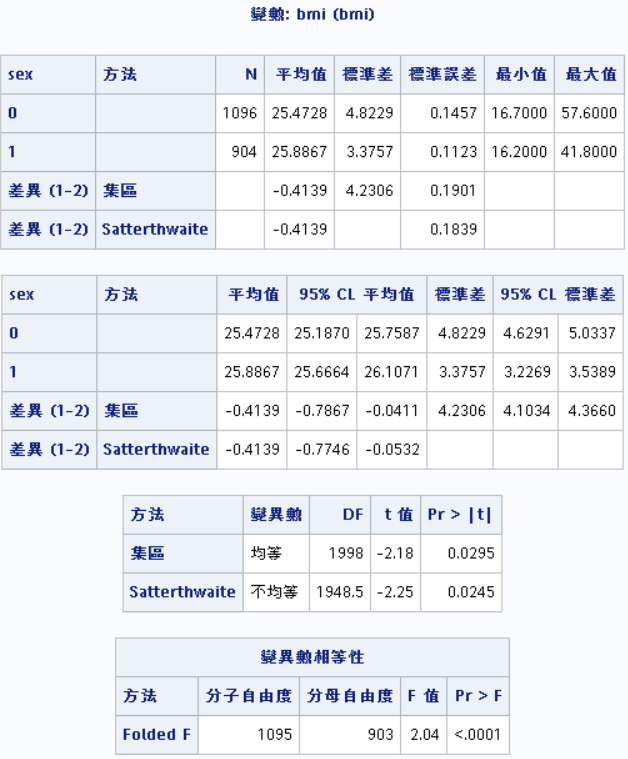 變數: bmi (bmi)
sex 方法 N 平均值 標準差 標準誤差 最小值 最大值
0 1096 25.4728 4.8229 0.1457 16.7000 57.6000
1 904 25.8867 3.3757 0.1123 16.2000 41.8000
差異 (1-2) 集區 -0.4139 4.2306 0.1901
差異 (1-2) Satterthwaite -0.4139 0.1839
sex 方法 平均值 95% CL 平均值 標準差 95% CL 標準差
0 25.4728 25.1870 25.7587 4.8229 4.6291 5.0337
1 25.8867 25.6664 26.1071 3.3757 3.2269 3.5389
差異 (1-2) 集區 -0.4139 -0.7867 -0.0411 4.2306 4.1034 4.3660
差異 (1-2) Satterthwaite -0.4139 -0.7746 -0.0532
方法 變異數 DF t 值 Pr > |t|
集區 均等 1998 -2.18 0.0295
Satterthwaite 不均等 1948.5 -2.25 0.0245
變異數相等性
方法 分子自由度 分母自由度 F 值 Pr > F
Folded F 1095 903 2.04 <.0001